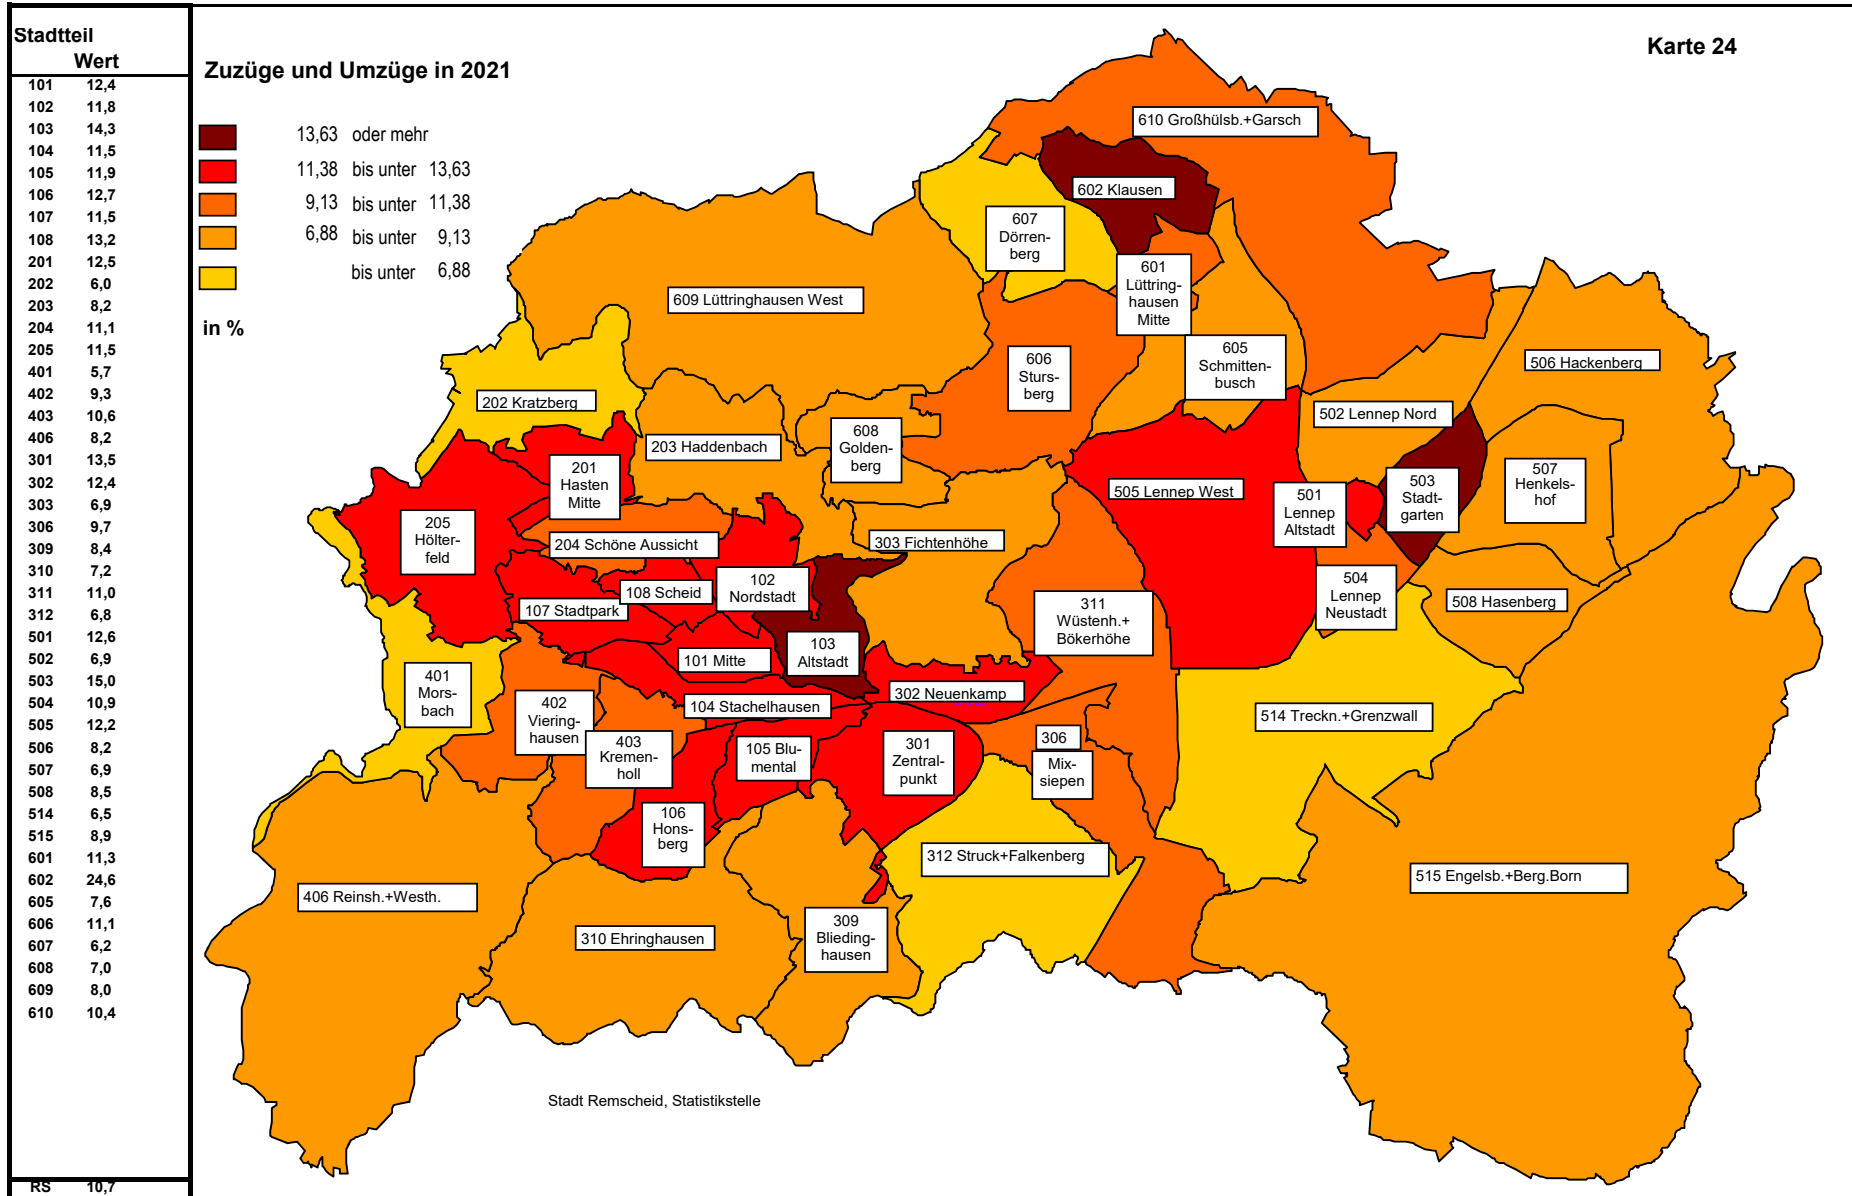 Stadtteil
Wert
101 12,4
102 11,8
103 14,3
104 11,5
105 11,9
106 12,7
107 11,5
108 13,2
201 12,5
202 6,0
203 8,2
204 11,1
205 11,5
401 5,7
402 9,3
403 10,6
406 8,2
301 13,5
302 12,4
303 6,9
306 9,7
309 8,4
310 7,2
311 11,0
312 6,8
501 12,6
502 6,9
503 15,0
504 10,9
505 12,2
506 8,2
507 6,9
508 8,5
514 6,5
515 8,9
601 11,3
602 24,6
605 7,6
606 11,1
607 6,2
608 7,0
609 8,0
610 10,4
RS 10,7
Zuzüge und Umzüge in 2021
Karte 24
13,63 oder mehr
11,38 bis unter 13,63
9,13 bis unter 11,38
6,88 bis unter 9,13
bis unter 6,88
in %
610 Großhülsb.+Garsch
602 Klausen
607
Dörren-
berg
601
Lüttring-
hausen
Mitte
609 Lüttringhausen West
606
Sturs-
berg
605
Schmitten-
busch
506 Hackenberg
202 Kratzberg
502 Lennep Nord
203 Haddenbach
608
Golden-
berg
201
Hasten
Mitte
505 Lennep West
501
Lennep
Altstadt
503
Stadt-
garten
507
Henkels-
hof
205
Hölter-
feld
204 Schöne Aussicht
303 Fichtenhöhe
108 Scheid
102
Nordstadt
107 Stadtpark
311
Wüstenh.+
Bökerhöhe
504
Lennep
Neustadt
508 Hasenberg
103
Altstadt
101 Mitte
401
Mors-
bach
302 Neuenkamp
402
Viering-
hausen
104 Stachelhausen
514 Treckn.+Grenzwall
403
Kremen-
holl
105 Blu-
mental
301
Zentral-
punkt
306
Mix-
siepen
106
Hons-
berg
312 Struck+Falkenberg
515 Engelsb.+Berg.Born
406 Reinsh.+Westh.
310 Ehringhausen
309
Blieding-
hausen
Stadt Remscheid, Statistikstelle